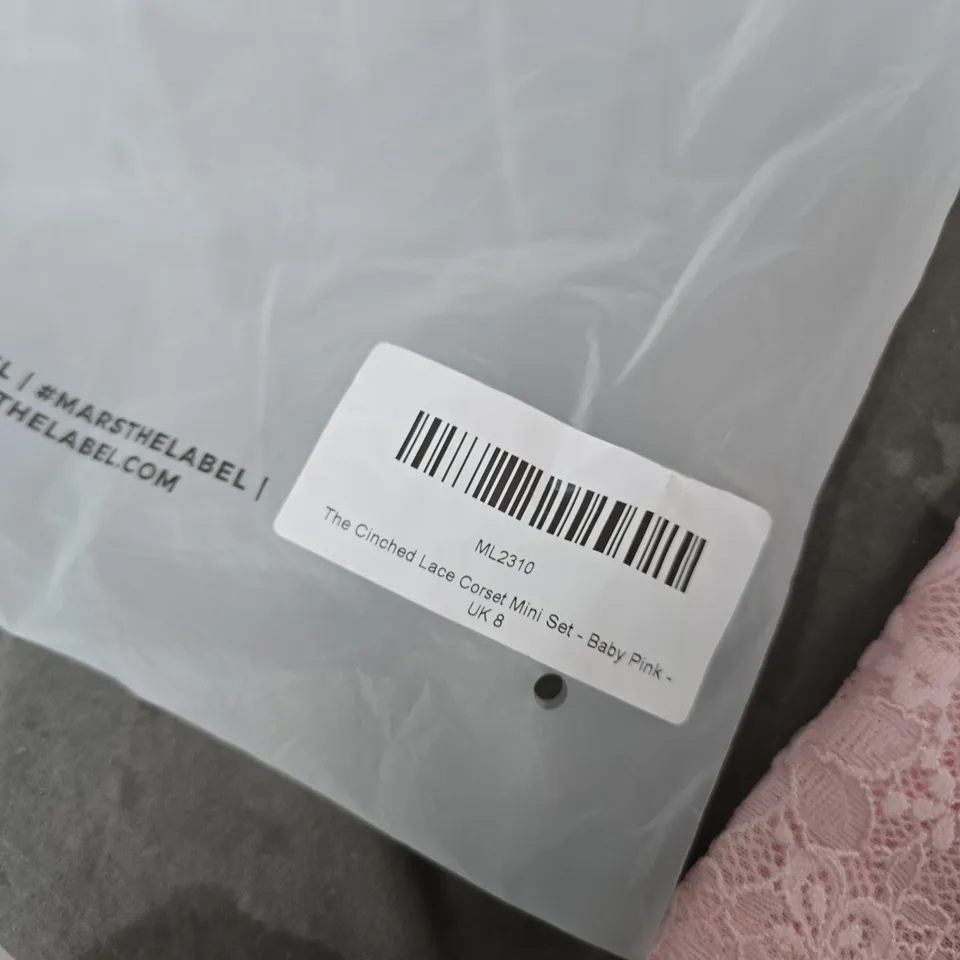 L | #MARSTHELABEL |
THELABEL.COM
ML2310
The Cinched Lace Corset Mini Set - Baby Pink -
UK 8